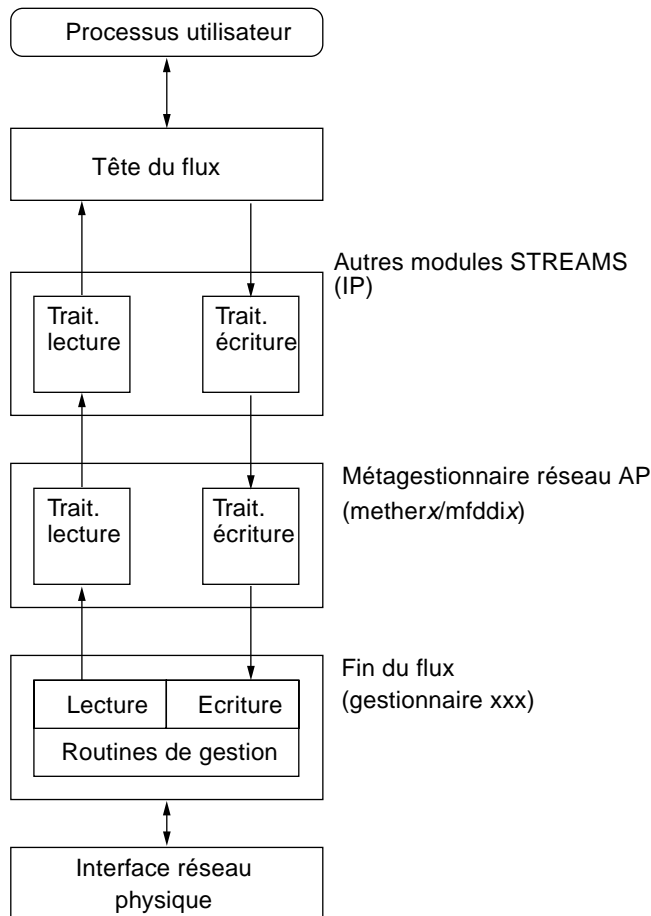 Processus utilisateur
Tête du flux
Autres modules STREAMS
(IP)
Trait.
lecture
Trait.
écriture
Métagestionnaire réseau AP
(metherx/mfddix)
Trait.
lecture
Trait.
écriture
Fin du flux
(gestionnaire xxx)
Lecture
Ecriture
Routines de gestion
Interface réseau
physique